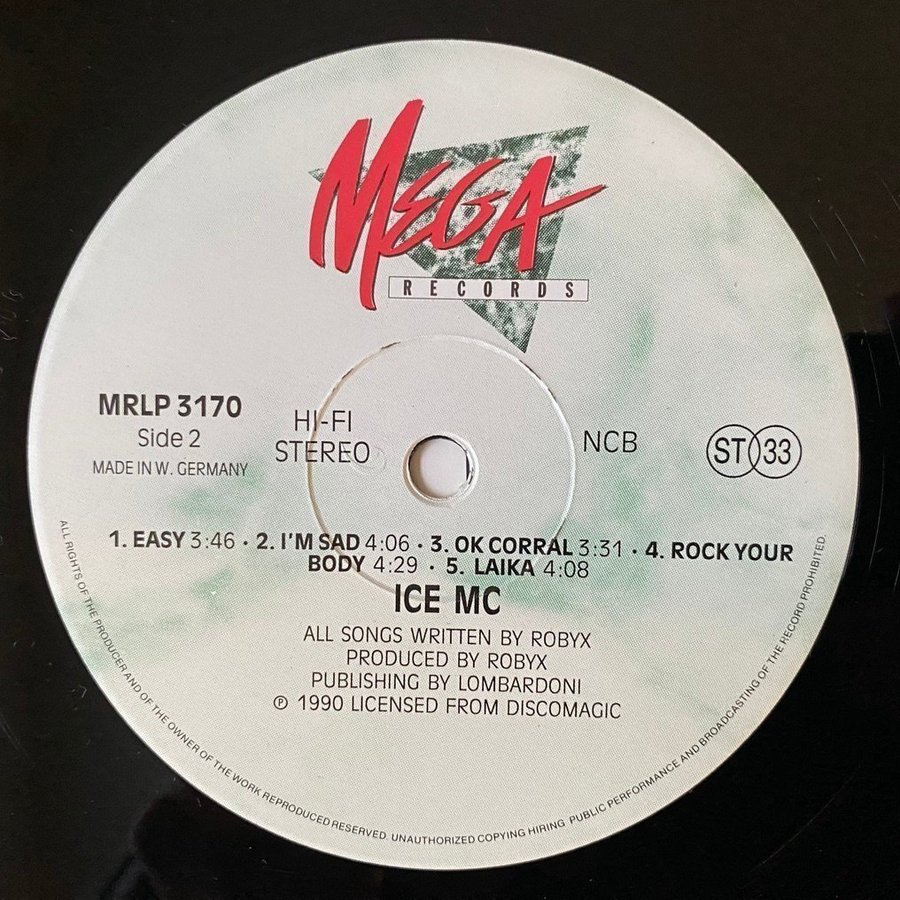 MEGA
RECORDS
MRLP 3170
Side 2
MADE IN W. GERMANY
HI-FI
STEREO
NCB
ST 33
1. EASY 3:46 · 2. I'M SAD 4:06 · 3. OK CORRAL 3:31 · 4. ROCK YOUR
BODY 4:29 · 5. LAIKA 4:08
ICE MC
ALL SONGS WRITTEN BY ROBYX
PRODUCED BY ROBYX
PUBLISHING BY LOMBARDONI
℗ 1990 LICENSED FROM DISCOMAGIC
ALL RIGHTS OF THE PRODUCER AND OF THE OWNER OF THE WORK REPRODUCED RESERVED. UNAUTHORIZED COPYING HIRING PUBLIC PERFORMANCE AND BROADCASTING OF THE RECORD PROHIBITED.